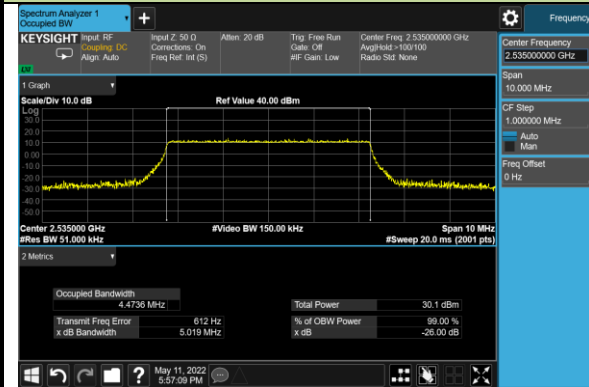 Spectrum Analyzer 1
Occupied BW
Frequency
KEYSIGHT
Input: RF
Coupling: DC
Align: Auto
Input Z: 50 Ω
Corrections: On
Freq Ref: Int (S)
Atten: 20 dB
Trig: Free Run
Gate: Off
#IF Gain: Low
Center Freq: 2.535000000 GHz
Avg|Hold:>100/100
Radio Std: None
Center Frequency
2.535000000 GHz
Span
10.000 MHz
CF Step
1.000000 MHz
Auto
Man
Freq Offset
0 Hz
1 Graph
Scale/Div 10.0 dB
Ref Value 40.00 dBm
Log
30.0
20.0
10.0
0.00
-10.0
-20.0
-30.0
-40.0
-50.0
Center 2.535000 GHz
#Video BW 150.00 kHz
Span 10 MHz
#Res BW 51.000 kHz
#Sweep 20.0 ms (2001 pts)
2 Metrics
Occupied Bandwidth
4.4736 MHz
Total Power
30.1 dBm
Transmit Freq Error
612 Hz
% of OBW Power
99.00 %
x dB Bandwidth
5.019 MHz
x dB
-26.00 dB
?
May 11, 2022
5:57:09 PM